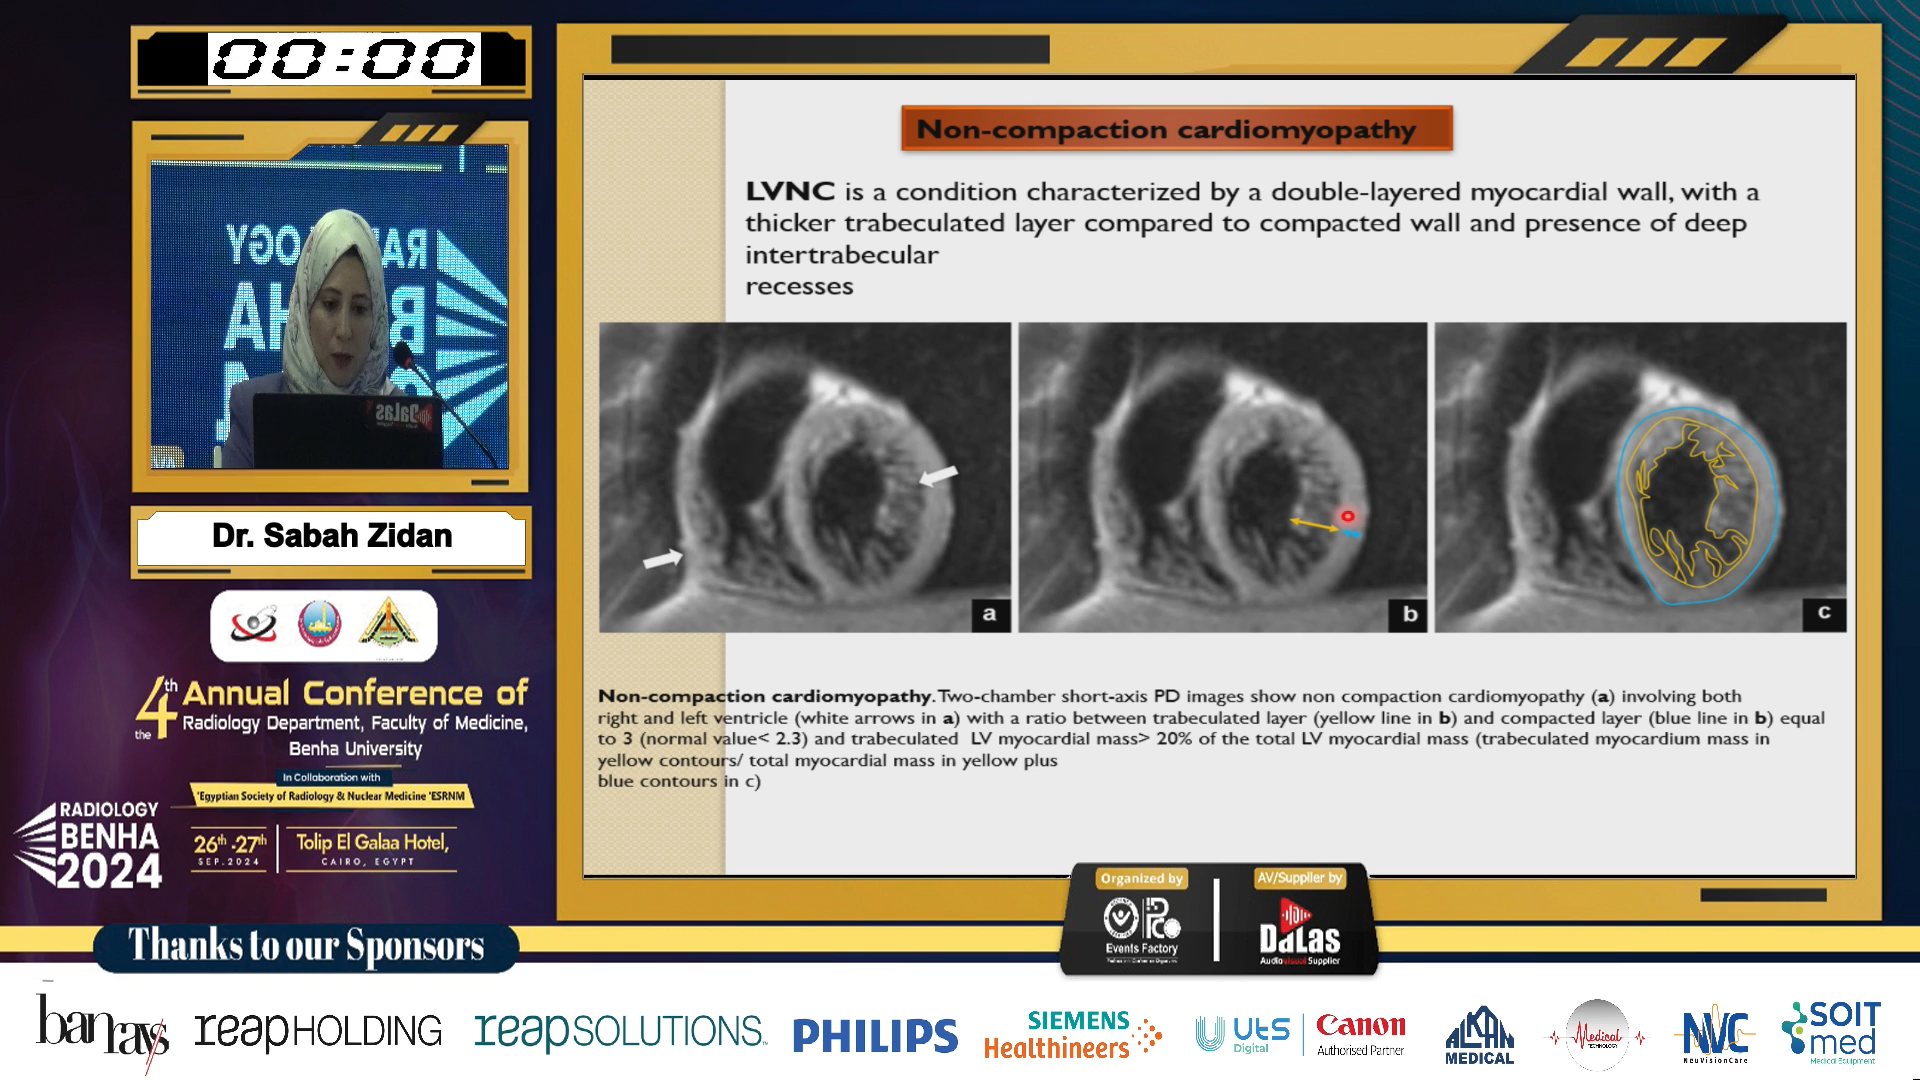 00:00
Dr. Sabah Zidan
the 4th Annual Conference of
Radiology Department, Faculty of Medicine,
Benha University
In Collaboration with
'Egyptian Society of Radiology & Nuclear Medicine 'ESRNM
RADIOLOGY
BENHA
2024
26th -27th
SEP.2024
Tolip El Galaa Hotel,
CAIRO, EGYPT
Non-compaction cardiomyopathy
LVNC is a condition characterized by a double-layered myocardial wall, with a
thicker trabeculated layer compared to compacted wall and presence of deep
intertrabecular
recesses
a
b
c
Non-compaction cardiomyopathy. Two-chamber short-axis PD images show non compaction cardiomyopathy (a) involving both
right and left ventricle (white arrows in a) with a ratio between trabeculated layer (yellow line in b) and compacted layer (blue line in b) equal
to 3 (normal value< 2.3) and trabeculated LV myocardial mass> 20% of the total LV myocardial mass (trabeculated myocardium mass in
yellow contours/ total myocardial mass in yellow plus
blue contours in c)
Organized by
Events Factory
AV/Supplier by
DaLas
Audiovisual Supplier
Thanks to our Sponsors
banrays
reapHOLDING
reapSOLUTIONS
PHILIPS
SIEMENS
Healthineers
UtS
Digital
Canon
Authorised Partner
ALKAN
MEDICAL
Medical
TECHNOLOGY
NVC
NeuVisionCare
SOIT
med
Medical Equipment